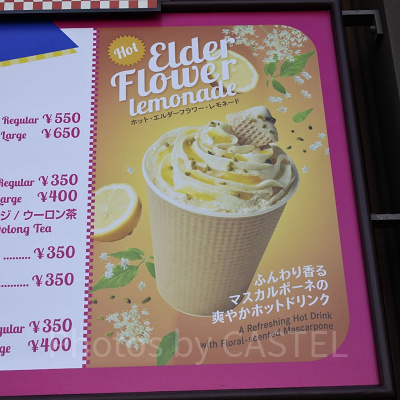 Regular ¥550
Large ¥650
Regular ¥350
Large ¥400
ジ / ウーロン茶
Oolong Tea
......... ¥350
......... ¥350
gular ¥350
ge ¥400
Hot
Elder
Flower
lemonade
ホット・エルダーフラワー・レモネード
ふんわり香る
マスカルポーネの
爽やかホットドリンク
A Refreshing Hot Drink
with Floral-scented Mascarpone
Photos by CASTEL